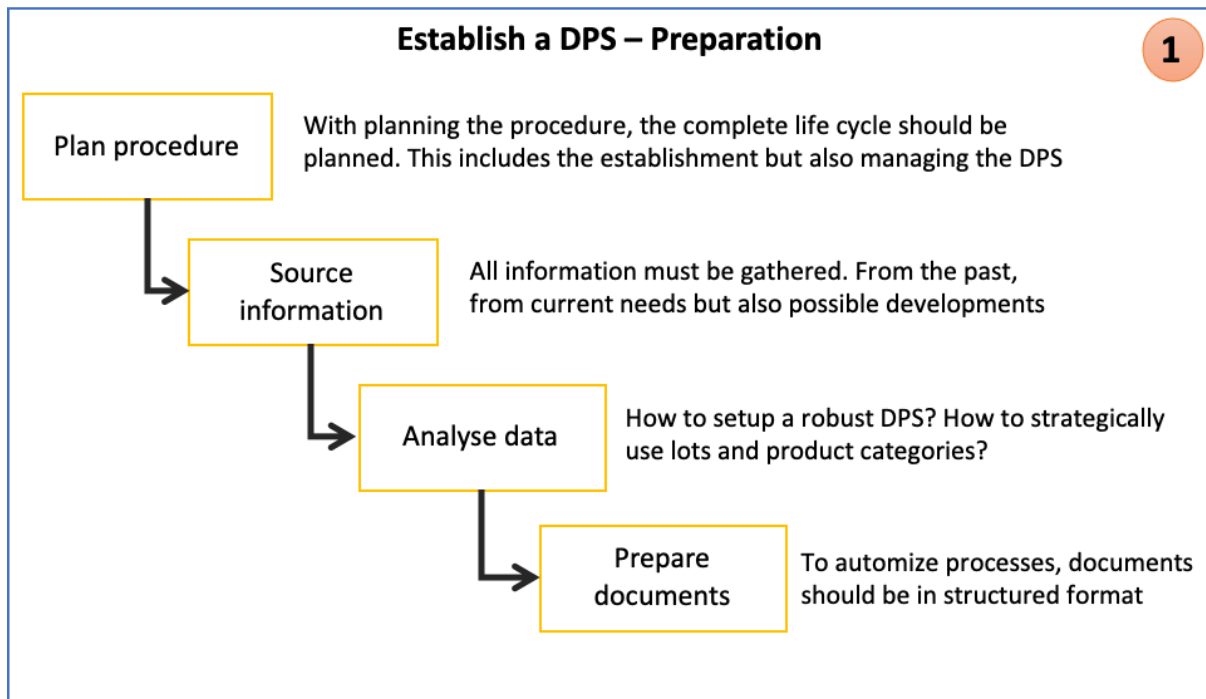 Establish a DPS – Preparation
1
Plan procedure
With planning the procedure, the complete life cycle should be
planned. This includes the establishment but also managing the DPS
Source
information
All information must be gathered. From the past,
from current needs but also possible developments
Analyse data
How to setup a robust DPS? How to strategically
use lots and product categories?
Prepare
documents
To automize processes, documents
should be in structured format